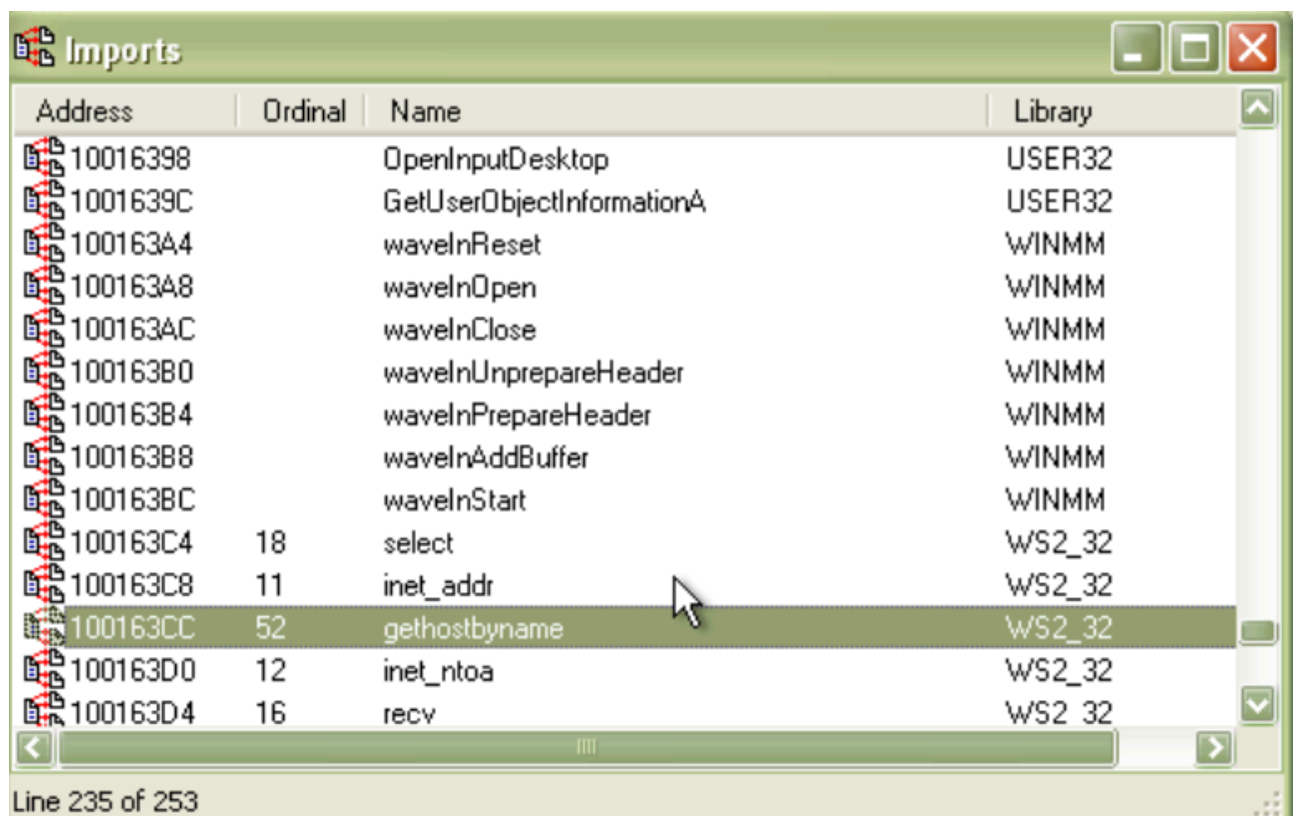 Imports
Address Ordinal Name Library
10016398 OpenInputDesktop USER32
1001639C GetUserObjectInformationA USER32
100163A4 waveInReset WINMM
100163A8 waveInOpen WINMM
100163AC waveInClose WINMM
100163B0 waveInUnprepareHeader WINMM
100163B4 waveInPrepareHeader WINMM
100163B8 waveInAddBuffer WINMM
100163BC waveInStart WINMM
100163C4 18 select WS2_32
100163C8 11 inet_addr WS2_32
100163CC 52 gethostbyname WS2_32
100163D0 12 inet_ntoa WS2_32
100163D4 16 recv WS2_32
Line 235 of 253